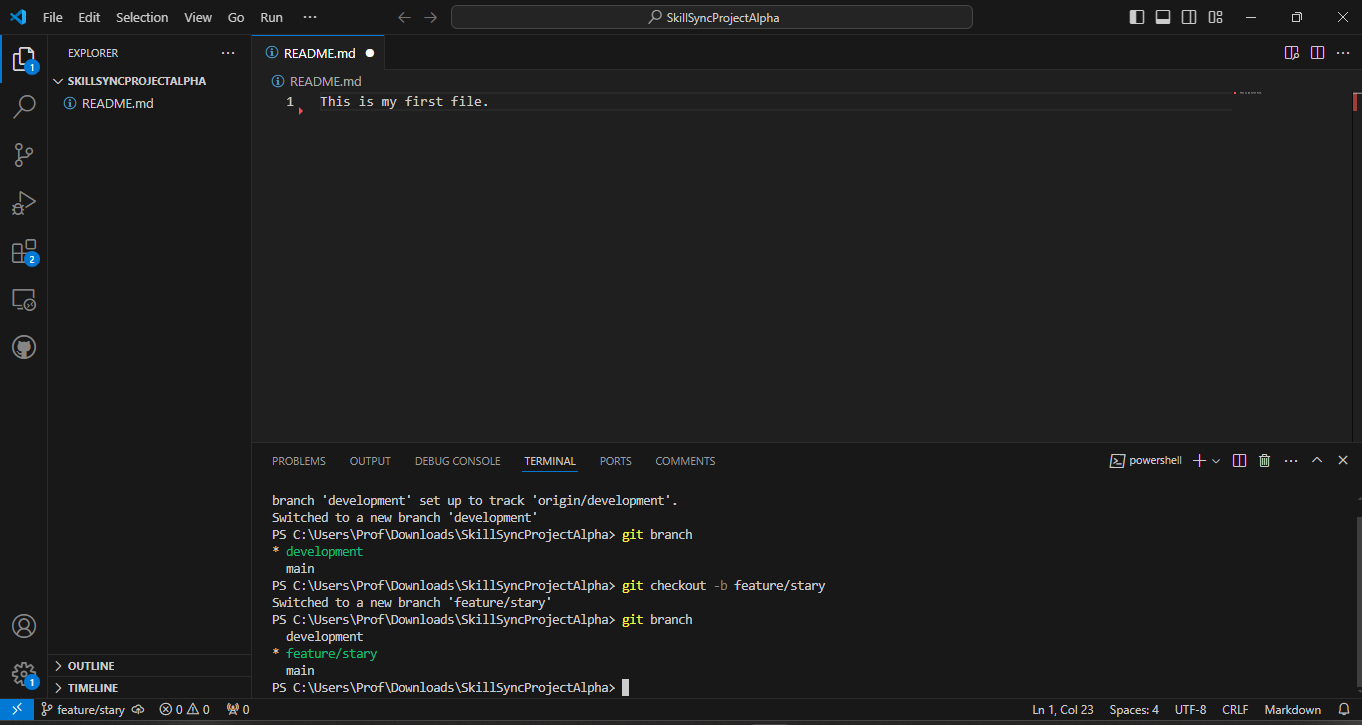 File Edit Selection View Go Run ···
SkillSyncProjectAlpha
EXPLORER ···
SKILLSYNCPROJECTALPHA
README.md
OUTLINE
TIMELINE
1
2
1
README.md
README.md
1 This is my first file.
PROBLEMS OUTPUT DEBUG CONSOLE TERMINAL PORTS COMMENTS
powershell
branch 'development' set up to track 'origin/development'.
Switched to a new branch 'development'
PS C:\Users\Prof\Downloads\SkillSyncProjectAlpha> git branch
* development
main
PS C:\Users\Prof\Downloads\SkillSyncProjectAlpha> git checkout -b feature/stary
Switched to a new branch 'feature/stary'
PS C:\Users\Prof\Downloads\SkillSyncProjectAlpha> git branch
development
* feature/stary
main
PS C:\Users\Prof\Downloads\SkillSyncProjectAlpha>
feature/stary 0 0 0 Ln 1, Col 23 Spaces: 4 UTF-8 CRLF Markdown